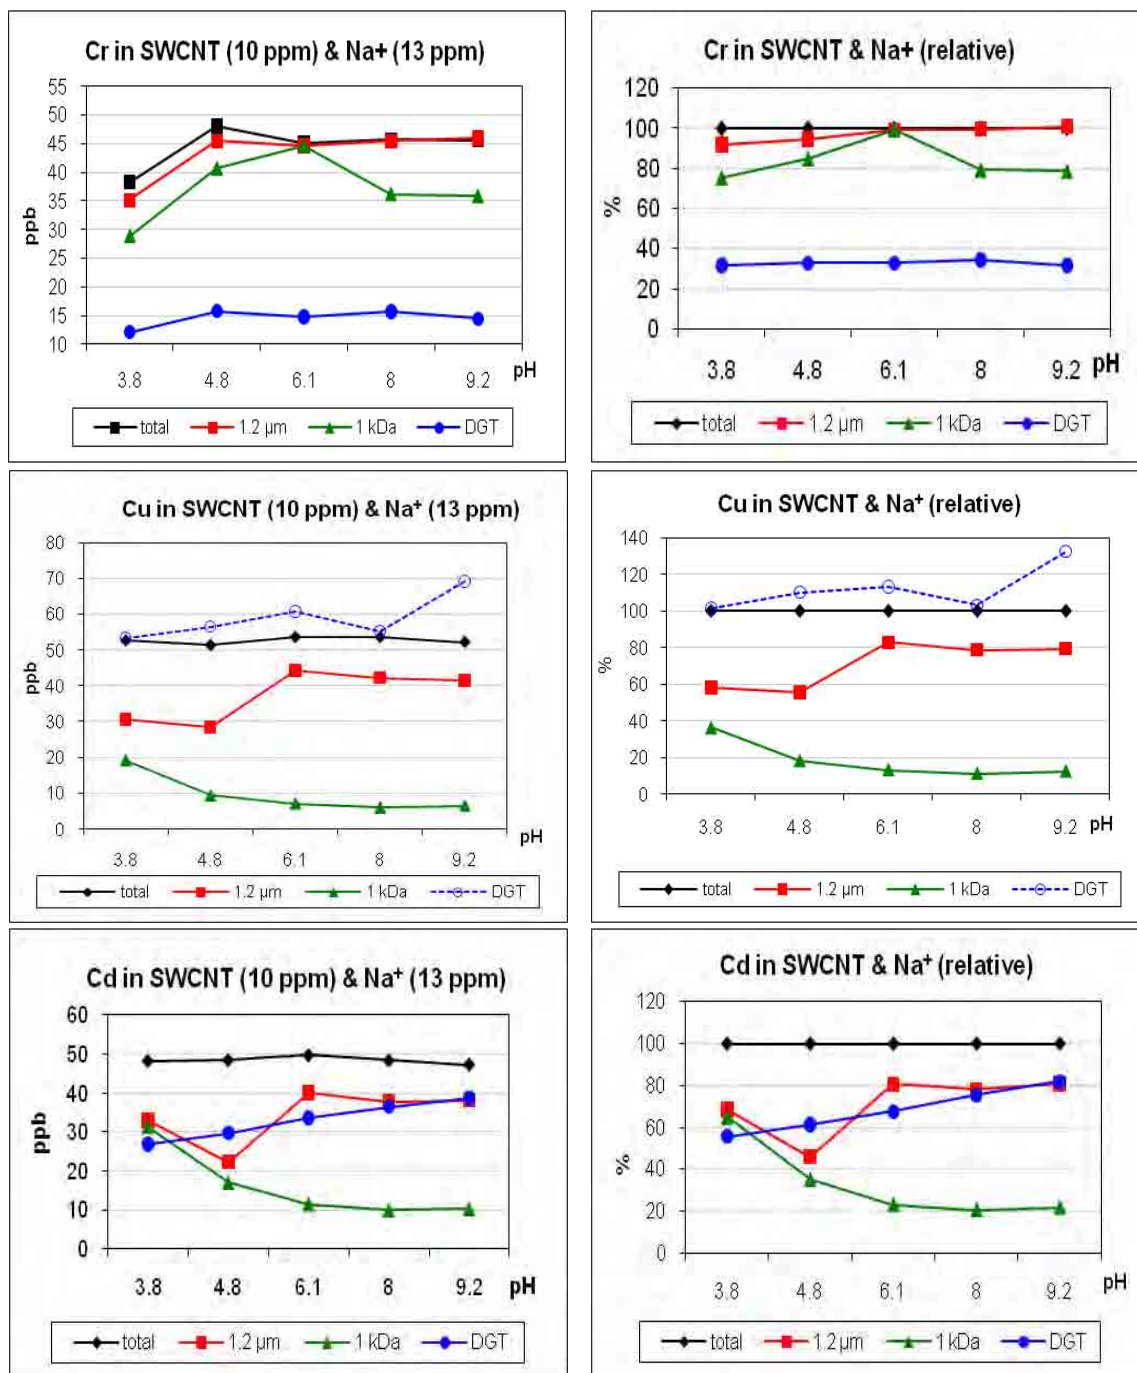 Cr in SWCNT (10 ppm) & Na+ (13 ppm)
55
50
45
40
35
30
25
20
15
10
ppb
3.8 4.8 6.1 8 9.2 pH
total 1.2 µm 1 kDa DGT
Cr in SWCNT & Na+ (relative)
120
100
80
60
40
20
0
%
3.8 4.8 6.1 8 9.2 pH
total 1.2 µm 1 kDa DGT
Cu in SWCNT (10 ppm) & Na⁺ (13 ppm)
80
70
60
50
40
30
20
10
0
ppb
3.8 4.8 6.1 8 9.2 pH
total 1.2 µm 1 kDa DGT
Cu in SWCNT & Na⁺ (relative)
140
120
100
80
60
40
20
0
%
3.8 4.8 6.1 8 9.2 pH
total 1.2 µm 1 kDa DGT
Cd in SWCNT (10 ppm) & Na⁺ (13 ppm)
60
50
40
30
20
10
0
ppb
3.8 4.8 6.1 8 9.2 pH
total 1.2 µm 1 kDa DGT
Cd in SWCNT & Na⁺ (relative)
120
100
80
60
40
20
0
%
3.8 4.8 6.1 8 9.2 pH
total 1.2 µm 1 kDa DGT